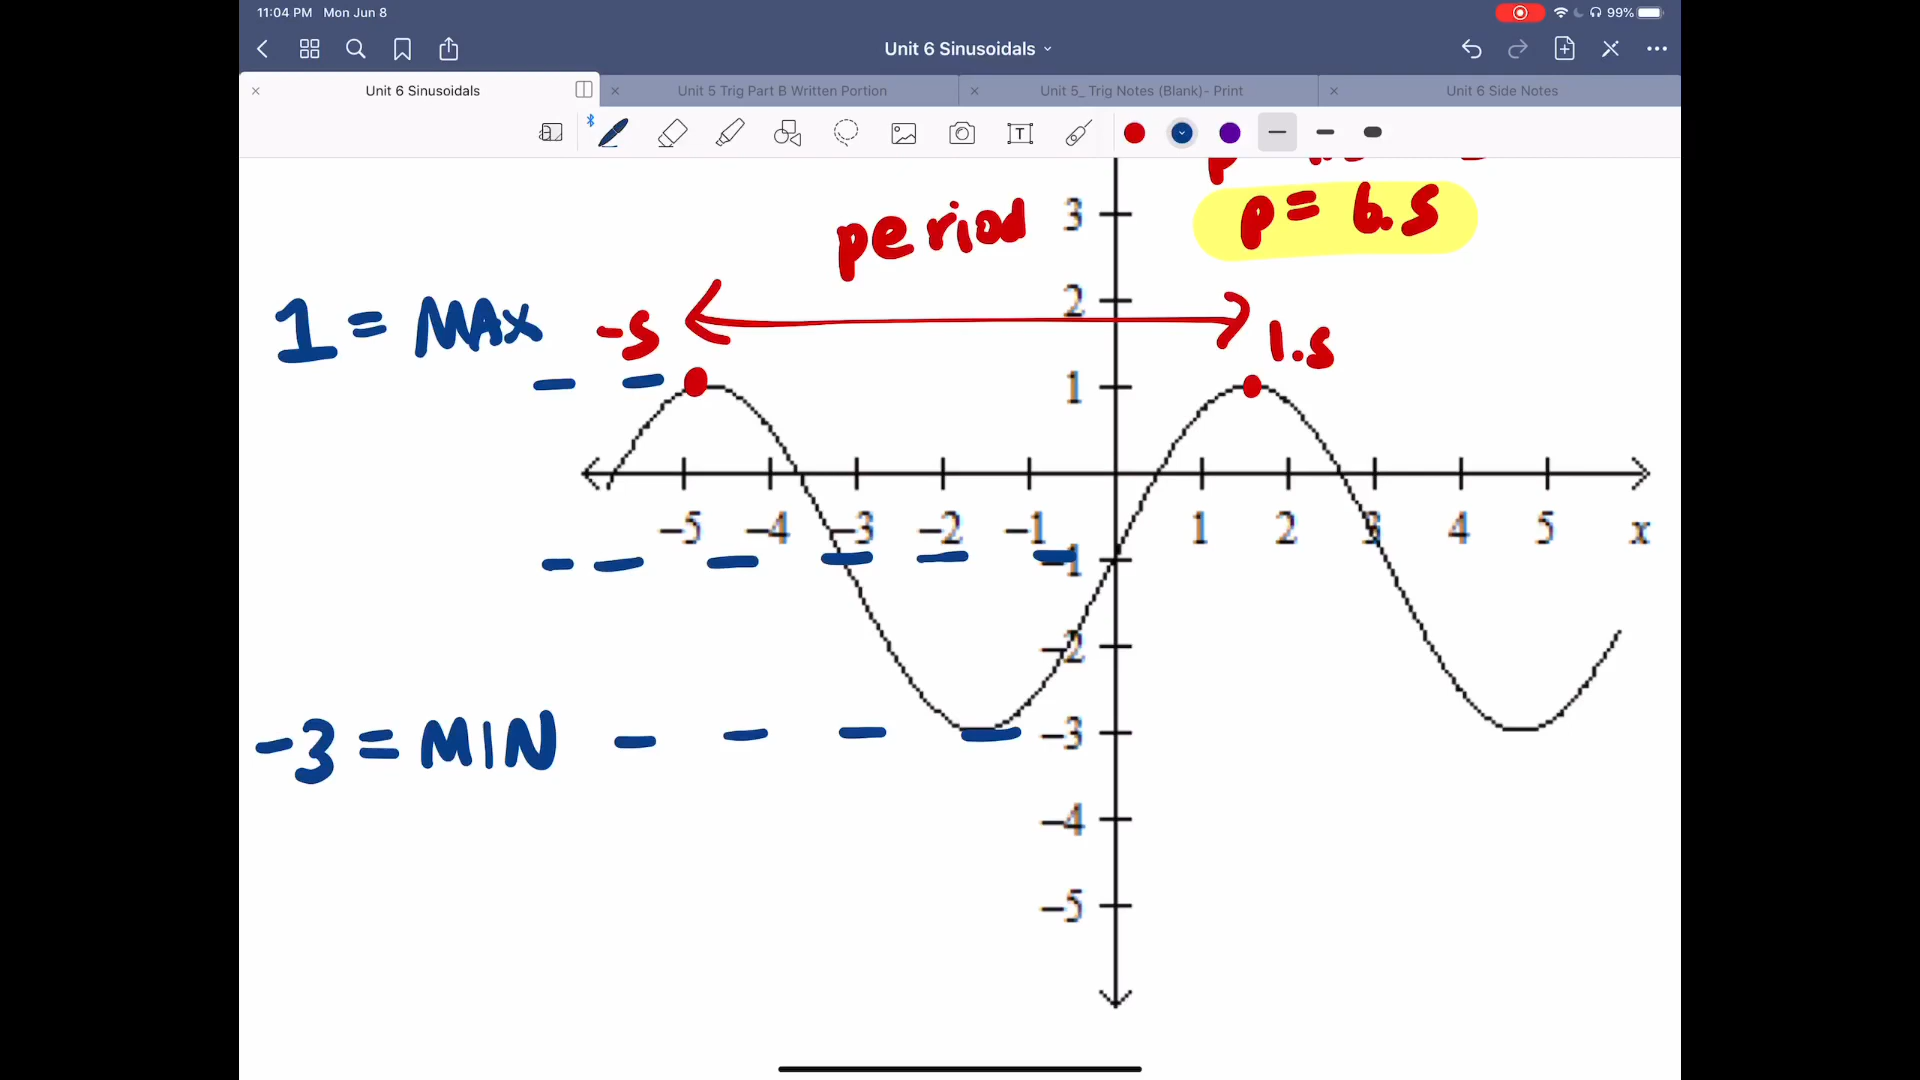 11:04 PM Mon Jun 8
99%
Unit 6 Sinusoidals
Unit 6 Sinusoidals
Unit 5 Trig Part B Written Portion
Unit 5_ Trig Notes (Blank)- Print
Unit 6 Side Notes
T
p = 6.5
period
3
2
1 = MAX
-5
1.5
1
-5 -4 -3 -2 -1 1 2 3 4 5 x
-1
-2
-3 = MIN
-3
-4
-5